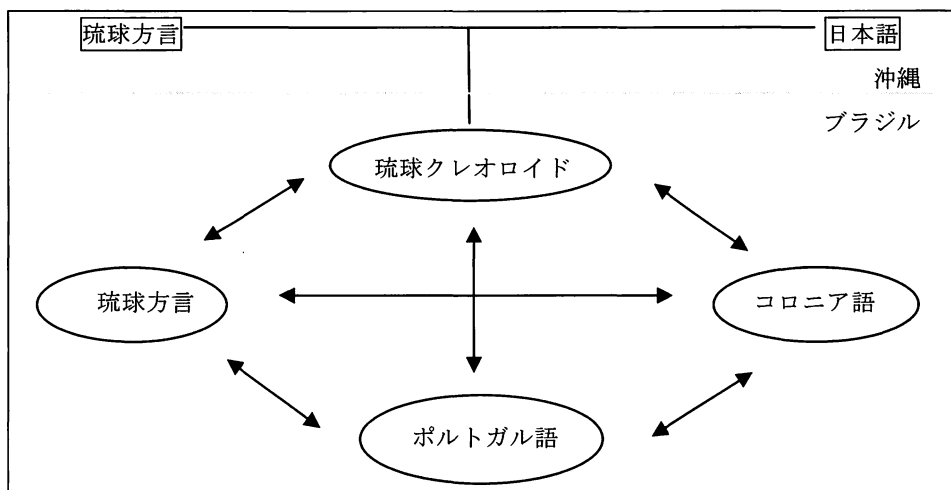 琉球方言
日本語
沖縄
ブラジル
琉球クレオロイド
琉球方言
コロニア語
ポルトガル語